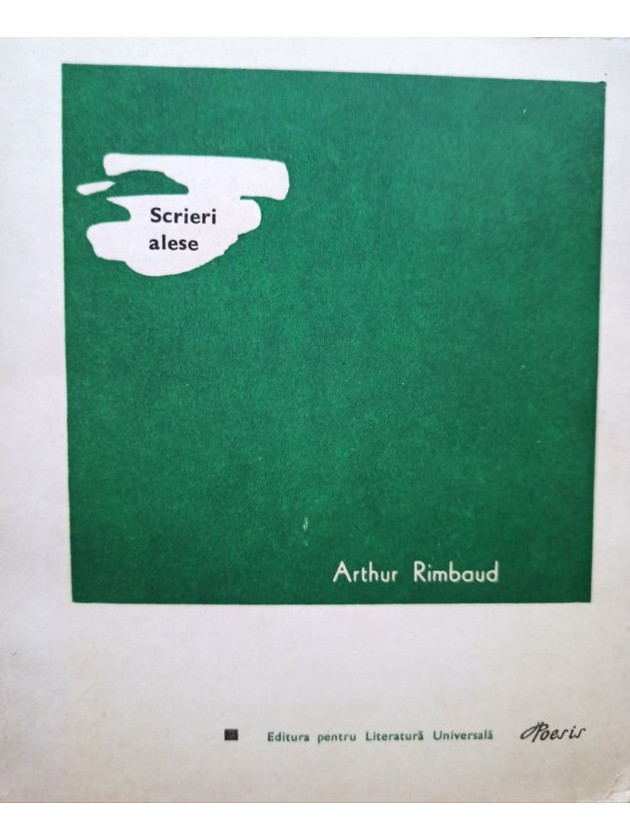 Scrieri
alese
Arthur Rimbaud
Editura pentru Literatură Universală Poesis